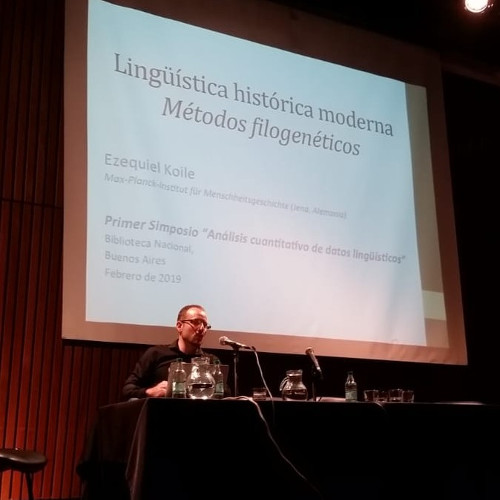 Lingüística histórica moderna
Métodos filogenéticos
Ezequiel Koile
Max-Planck-Institut für Menschheitsgeschichte (Jena, Alemania)
Primer Simposio "Análisis cuantitativo de datos lingüísticos"
Biblioteca Nacional,
Buenos Aires
Febrero de 2019